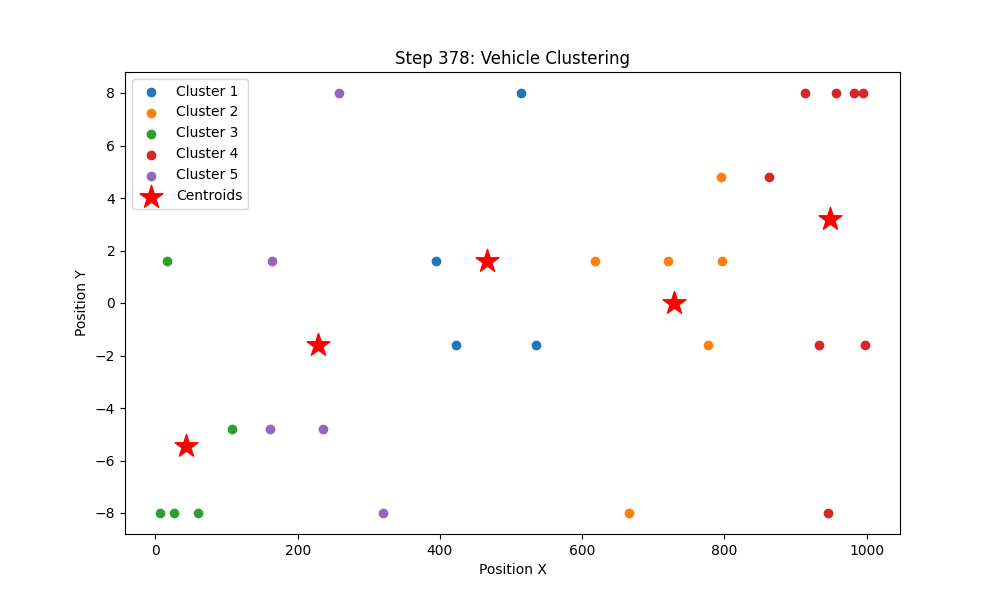 Step 378: Vehicle Clustering
Cluster 1
Cluster 2
Cluster 3
Cluster 4
Cluster 5
Centroids
8
6
4
2
0
−2
−4
−6
−8
Position Y
0
200
400
600
800
1000
Position X